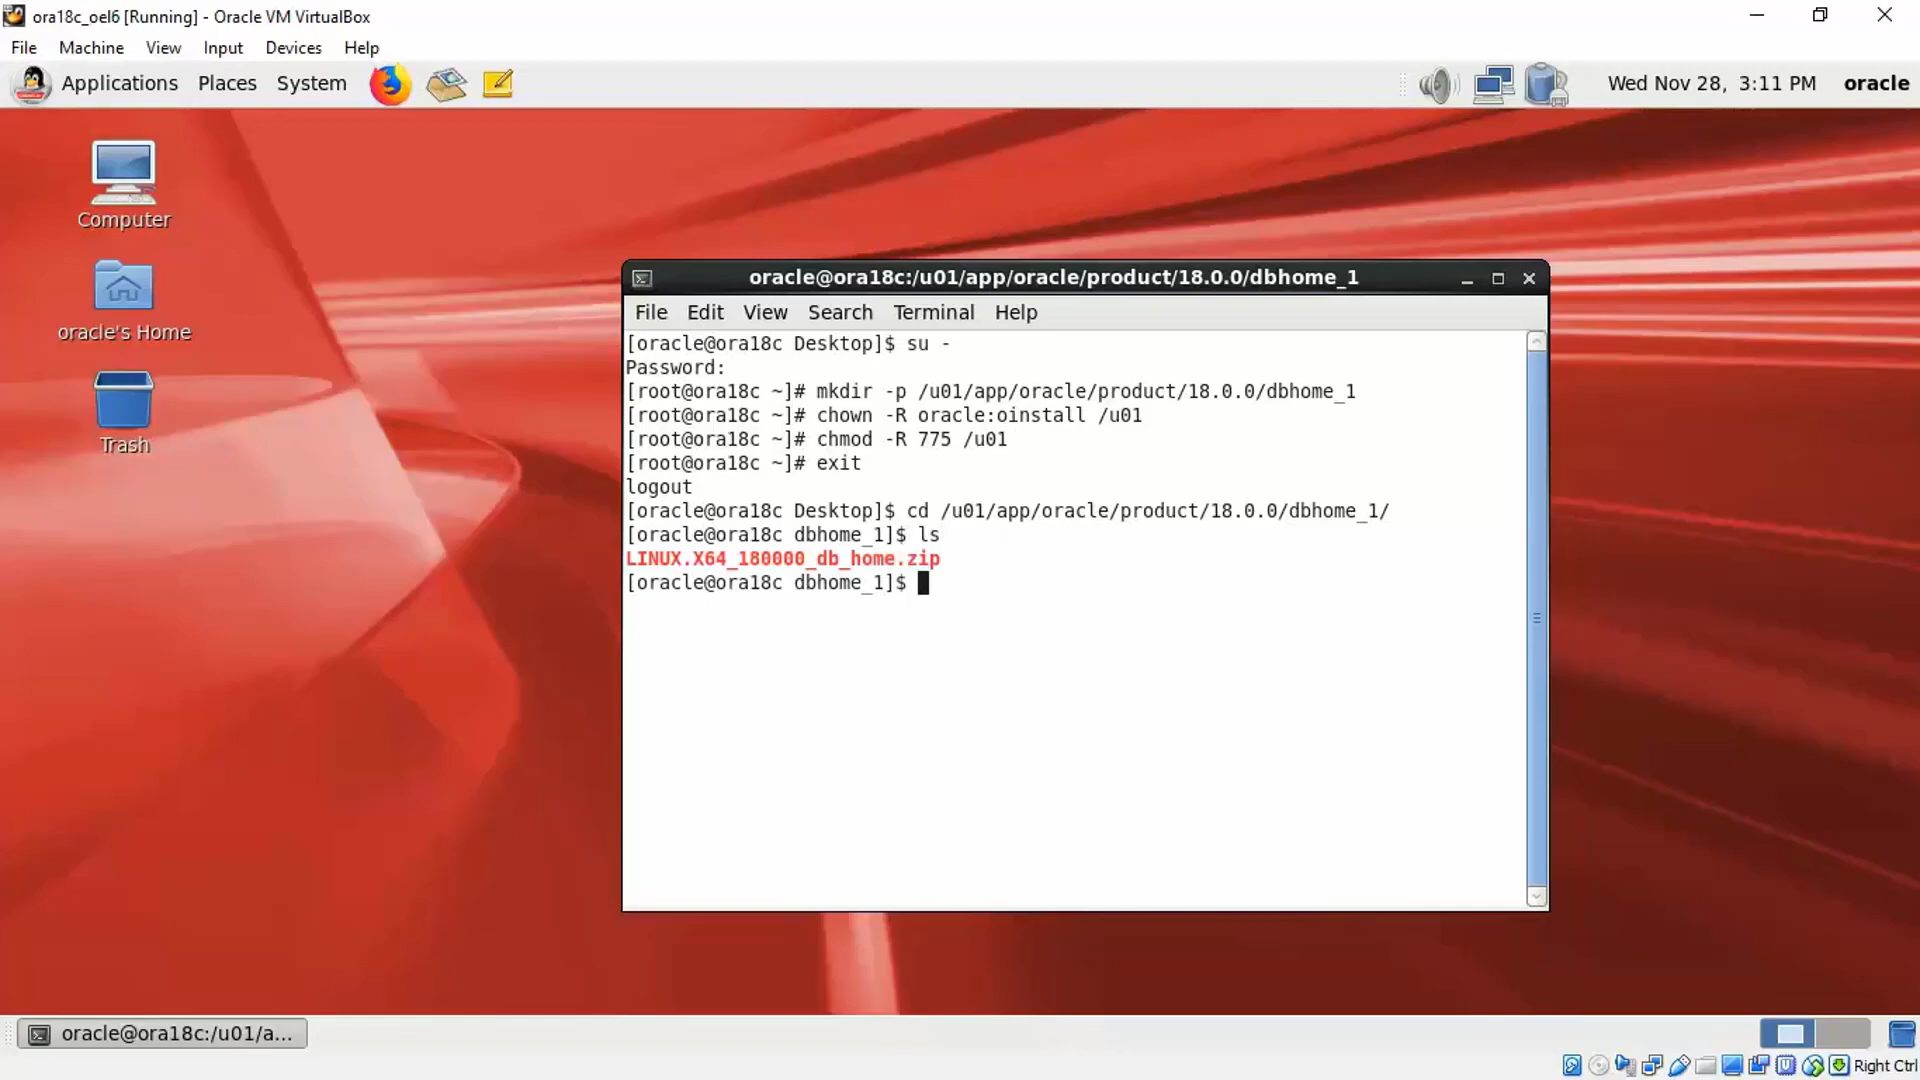 ora18c_oel6 [Running] - Oracle VM VirtualBox
File Machine View Input Devices Help
Applications Places System
Wed Nov 28, 3:11 PM oracle
Computer
oracle's Home
Trash
oracle@ora18c:/u01/app/oracle/product/18.0.0/dbhome_1
File Edit View Search Terminal Help
[oracle@ora18c Desktop]$ su -
Password:
[root@ora18c ~]# mkdir -p /u01/app/oracle/product/18.0.0/dbhome_1
[root@ora18c ~]# chown -R oracle:oinstall /u01
[root@ora18c ~]# chmod -R 775 /u01
[root@ora18c ~]# exit
logout
[oracle@ora18c Desktop]$ cd /u01/app/oracle/product/18.0.0/dbhome_1/
[oracle@ora18c dbhome_1]$ ls
LINUX.X64_180000_db_home.zip
[oracle@ora18c dbhome_1]$
oracle@ora18c:/u01/a...
Right Ctrl